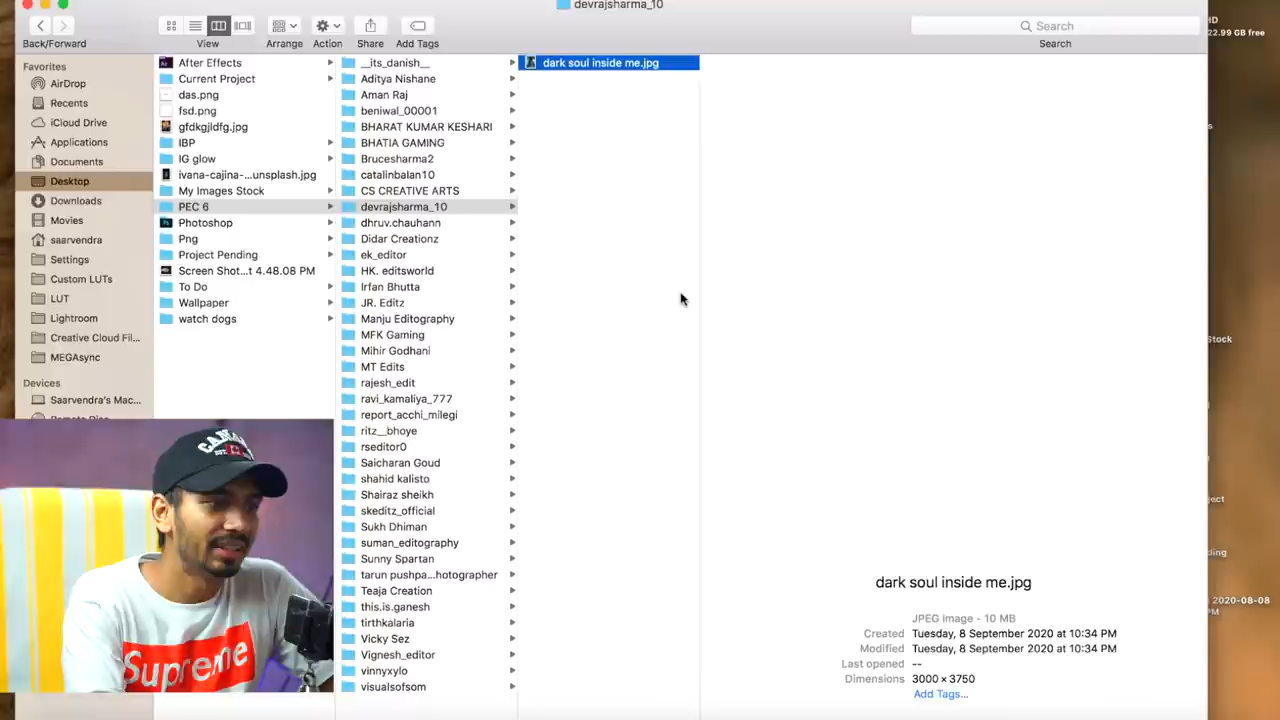 devrajsharma_10
HD
22.99 GB free
Back/Forward
View
Arrange
Action
Share
Add Tags
Search
Search
Favorites
AirDrop
Recents
iCloud Drive
Applications
Documents
Desktop
Downloads
Movies
saarvendra
Settings
Custom LUTs
LUT
Lightroom
Creative Cloud Fil...
MEGAsync
Devices
Saarvendra's Mac...
After Effects
Current Project
das.png
fsd.png
gfdkgjldfg.jpg
IBP
IG glow
ivana-cajina-...unsplash.jpg
My Images Stock
PEC 6
Photoshop
Png
Project Pending
Screen Shot...t 4.48.08 PM
To Do
Wallpaper
watch dogs
__its_danish__
Aditya Nishane
Aman Raj
beniwal_00001
BHARAT KUMAR KESHARI
BHATIA GAMING
Brucesharma2
catalinbalan10
CS CREATIVE ARTS
devrajsharma_10
dhruv.chauhann
Didar Creationz
ek_editor
HK. editsworld
Irfan Bhutta
JR. Editz
Manju Editography
MFK Gaming
Mihir Godhani
MT Edits
rajesh_edit
ravi_kamaliya_777
report_acchi_milegi
ritz__bhoye
rseditor0
Saicharan Goud
shahid kalisto
Shairaz sheikh
skeditz_official
Sukh Dhiman
suman_editography
Sunny Spartan
tarun pushpa...hotographer
Teaja Creation
this.is.ganesh
tirthkalaria
Vicky Sez
Vignesh_editor
vinnyxylo
visualsofsom
dark soul inside me.jpg
dark soul inside me.jpg
JPEG image - 10 MB
Created Tuesday, 8 September 2020 at 10:34 PM
Modified Tuesday, 8 September 2020 at 10:34 PM
Last opened --
Dimensions 3000 × 3750
Add Tags...
Stock
ject
ding
2020-08-08
PM
Supreme